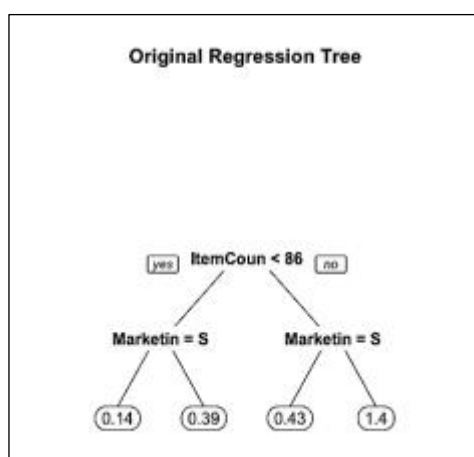 Original Regression Tree
yes ItemCoun < 86 no
Marketin = S Marketin = S
0.14 0.39 0.43 1.4